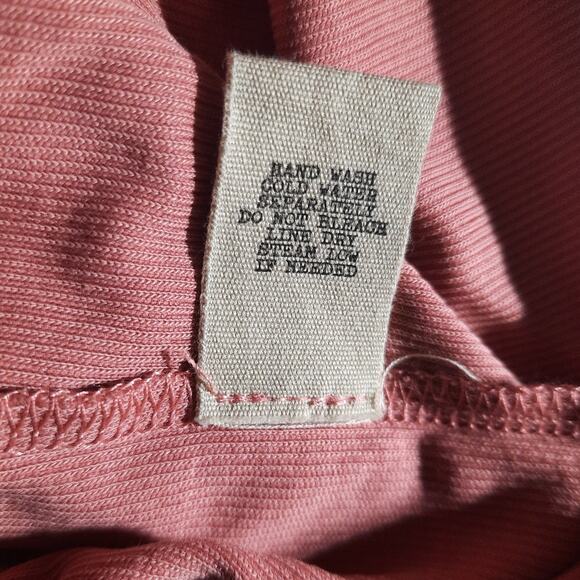 HAND WASH
COLD WATER
SEPARATELY
DO NOT BLEACH
LINE DRY
STEAM LOW
IF NEEDED